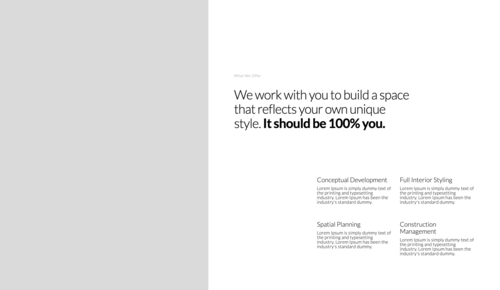 What We Offer
We work with you to build a space
that reflects your own unique
style. It should be 100% you.
Conceptual Development
Lorem Ipsum is simply dummy text of
the printing and typesetting
industry. Lorem Ipsum has been the
industry's standard dummy.
Full Interior Styling
Lorem Ipsum is simply dummy text of
the printing and typesetting
industry. Lorem Ipsum has been the
industry's standard dummy.
Spatial Planning
Lorem Ipsum is simply dummy text of
the printing and typesetting
industry. Lorem Ipsum has been the
industry's standard dummy.
Construction
Management
Lorem Ipsum is simply dummy text of
the printing and typesetting
industry. Lorem Ipsum has been the
industry's standard dummy.